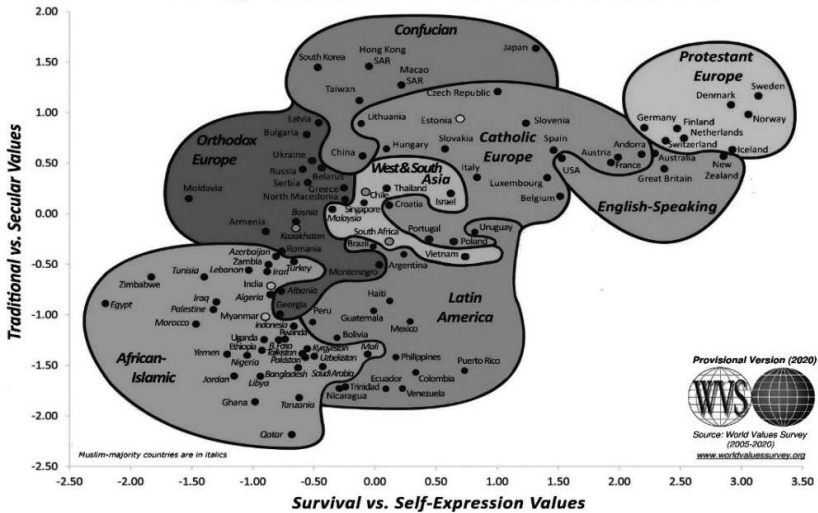 2.00
1.50
1.00
0.50
0.00
-0.50
-1.00
-1.50
-2.00
-2.50
Traditional vs. Secular Values
Confucian
South Korea
Hong Kong
SAR
Japan
Macao
SAR
Taiwan
Czech Republic
Protestant
Europe
Sweden
Denmark
Norway
Germany
Finland
Netherlands
Switzerland
Iceland
Latvia
Lithuania
Estonia
Slovenia
Bulgaria
Orthodox
Europe
Hungary
Slovakia
Catholic
Europe
Spain
Andorra
Austria
France
Australia
Great Britain
New
Zealand
USA
English-Speaking
China
Ukraine
Russia
Belarus
Serbia
Greece
North Macedonia
Moldavia
West & South
Asia
Italy
Luxembourg
Belgium
Chile
Thailand
Singapore
Croatia
Israel
Malaysia
Bosnia
Kazakhstan
Armenia
South Africa
Portugal
Uruguay
Poland
Brazil
Vietnam
Azerbaijan
Romania
Zambia
Lebanon
Iran
Turkey
Montenegro
Argentina
Tunisia
Zimbabwe
India
Algeria
Albania
Iraq
Egypt
Palestine
Georgia
Haiti
Latin
America
Morocco
Myanmar
Indonesia
Peru
Guatemala
Mexico
Uganda
Rwanda
Bolivia
Ethiopia
B. Faso
Tajikistan
Kyrgyzstan
Mali
African-
Islamic
Yemen
Nigeria
Pakistan
Uzbekistan
Philippines
Jordan
Libya
Bangladesh
Saudi Arabia
Ecuador
Colombia
Puerto Rico
Trinidad
Nicaragua
Venezuela
Ghana
Tanzania
Qatar
Muslim-majority countries are in italics
Provisional Version (2020)
WVS
Source: World Values Survey
(2005-2020)
www.worldvaluessurvey.org
-2.50 -2.00 -1.50 -1.00 -0.50 0.00 0.50 1.00 1.50 2.00 2.50 3.00 3.50
Survival vs. Self-Expression Values